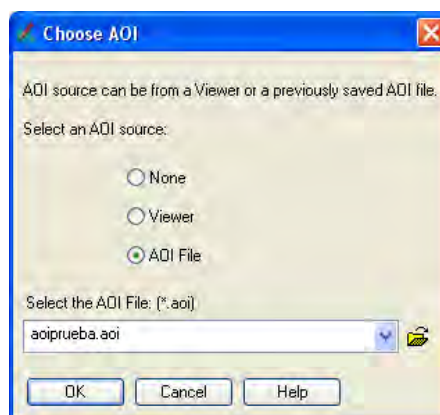 Choose AOI
AOI source can be from a Viewer or a previously saved AOI file.
Select an AOI source:
None
Viewer
AOI File
Select the AOI File: (*.aoi)
aoiprueba.aoi
OK Cancel Help